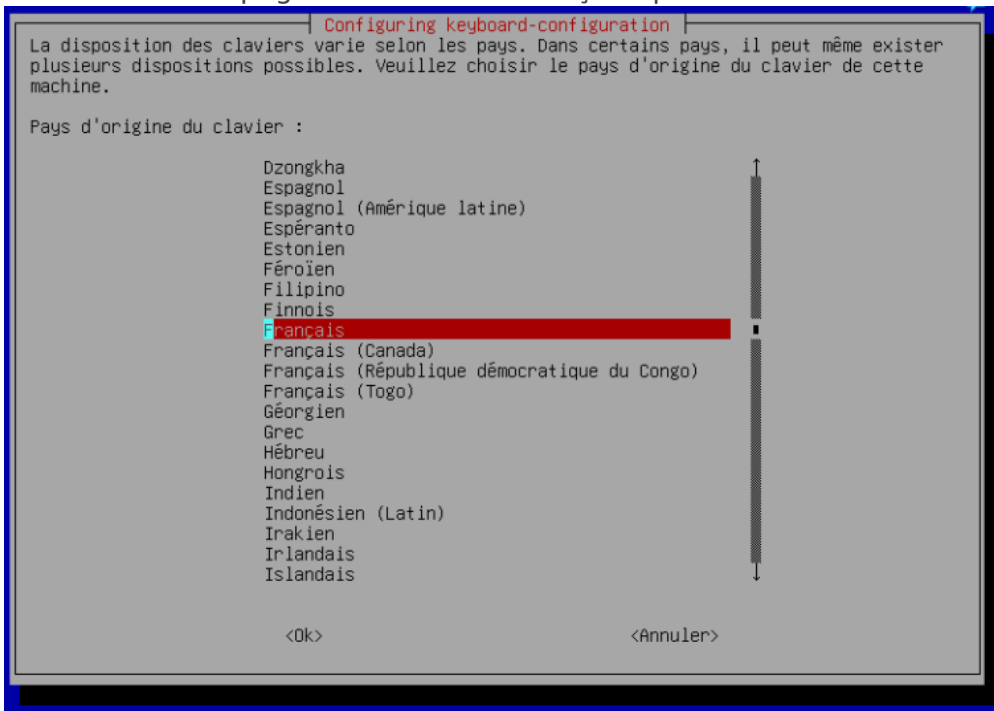 Configuring keyboard-configuration
La disposition des claviers varie selon les pays. Dans certains pays, il peut même exister
plusieurs dispositions possibles. Veuillez choisir le pays d'origine du clavier de cette
machine.
Pays d'origine du clavier :
Dzongkha
Espagnol
Espagnol (Amérique latine)
Espéranto
Estonien
Féroïen
Filipino
Finnois
Français
Français (Canada)
Français (République démocratique du Congo)
Français (Togo)
Géorgien
Grec
Hébreu
Hongrois
Indien
Indonésien (Latin)
Irakien
Irlandais
Islandais
<Ok> <Annuler>